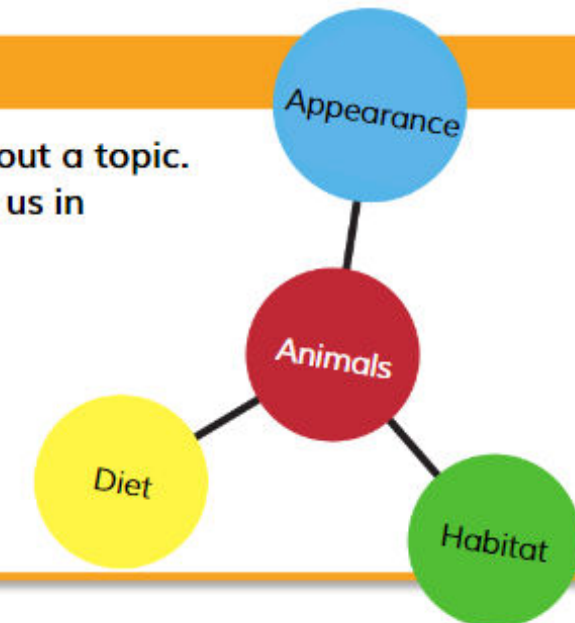 Appearance
out a topic.
us in
Animals
Diet
Habitat